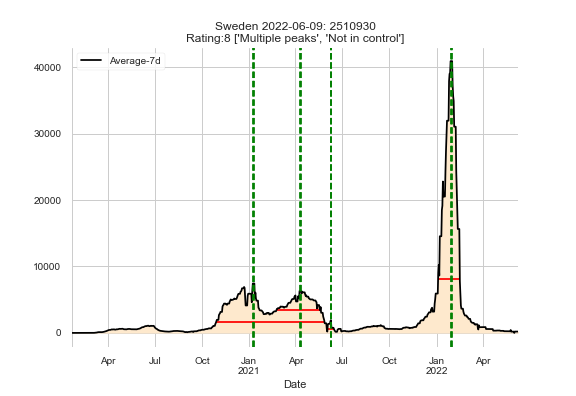 Sweden 2022-06-09: 2510930
Rating:8 ['Multiple peaks', 'Not in control']
Average-7d
40000
30000
20000
10000
0
Apr Jul Oct Jan Apr Jul Oct Jan Apr
2021 2022
Date